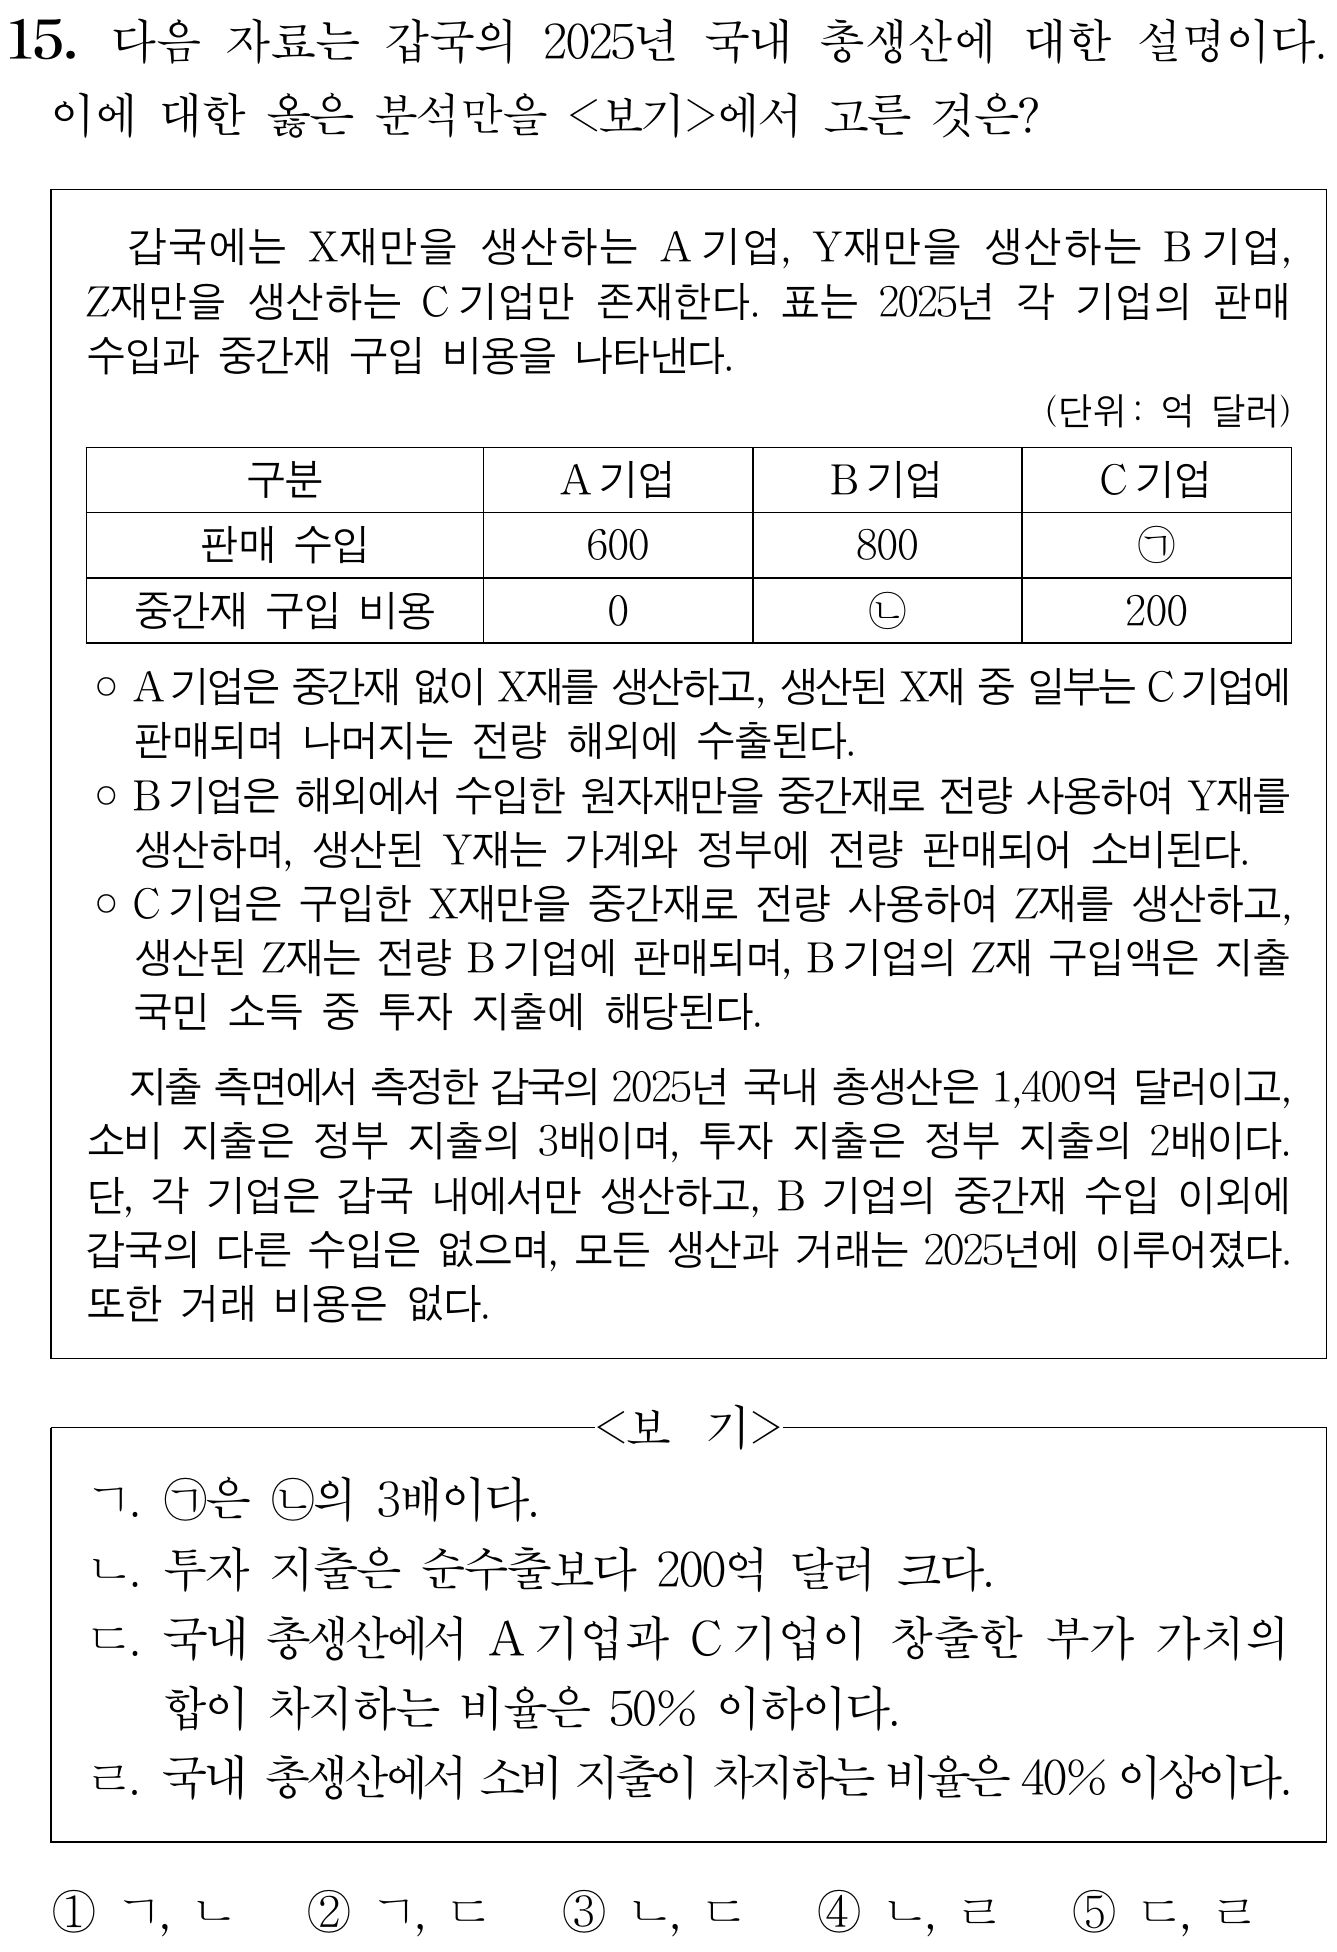 15. 다음 자료는 갑국의 2025년 국내 총생산에 대한 설명이다.
이에 대한 옳은 분석만을 <보기>에서 고른 것은?
갑국에는 X재만을 생산하는 A기업, Y재만을 생산하는 B기업,
Z재만을 생산하는 C기업만 존재한다. 표는 2025년 각 기업의 판매
수입과 중간재 구입 비용을 나타낸다.
(단위: 억 달러)
구분 A기업 B기업 C기업
판매 수입 600 800 ㉠
중간재 구입 비용 0 ㉡ 200
○ A기업은 중간재 없이 X재를 생산하고, 생산된 X재 중 일부는 C기업에
판매되며 나머지는 전량 해외에 수출된다.
○ B기업은 해외에서 수입한 원자재만을 중간재로 전량 사용하여 Y재를
생산하며, 생산된 Y재는 가계와 정부에 전량 판매되어 소비된다.
○ C기업은 구입한 X재만을 중간재로 전량 사용하여 Z재를 생산하고,
생산된 Z재는 전량 B기업에 판매되며, B기업의 Z재 구입액은 지출
국민 소득 중 투자 지출에 해당된다.
지출 측면에서 측정한 갑국의 2025년 국내 총생산은 1,400억 달러이고,
소비 지출은 정부 지출의 3배이며, 투자 지출은 정부 지출의 2배이다.
단, 각 기업은 갑국 내에서만 생산하고, B 기업의 중간재 수입 이외에
갑국의 다른 수입은 없으며, 모든 생산과 거래는 2025년에 이루어졌다.
또한 거래 비용은 없다.
<보 기>
ㄱ. ㉠은 ㉡의 3배이다.
ㄴ. 투자 지출은 순수출보다 200억 달러 크다.
ㄷ. 국내 총생산에서 A기업과 C기업이 창출한 부가 가치의
합이 차지하는 비율은 50% 이하이다.
ㄹ. 국내 총생산에서 소비 지출이 차지하는 비율은 40% 이상이다.
① ㄱ, ㄴ ② ㄱ, ㄷ ③ ㄴ, ㄷ ④ ㄴ, ㄹ ⑤ ㄷ, ㄹ